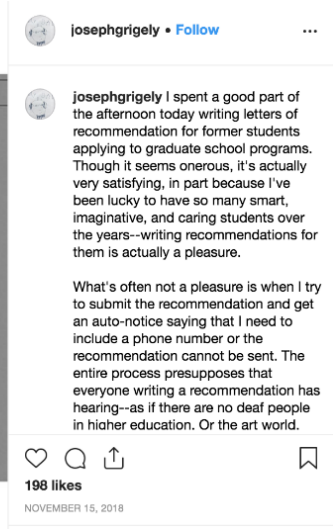 josephgrigely • Follow
josephgrigely I spent a good part of
the afternoon today writing letters of
recommendation for former students
applying to graduate school programs.
Though it seems onerous, it's actually
very satisfying, in part because I've
been lucky to have so many smart,
imaginative, and caring students over
the years--writing recommendations for
them is actually a pleasure.
What's often not a pleasure is when I try
to submit the recommendation and get
an auto-notice saying that I need to
include a phone number or the
recommendation cannot be sent. The
entire process presupposes that
everyone writing a recommendation has
hearing--as if there are no deaf people
in higher education. Or the art world.
198 likes
NOVEMBER 15, 2018